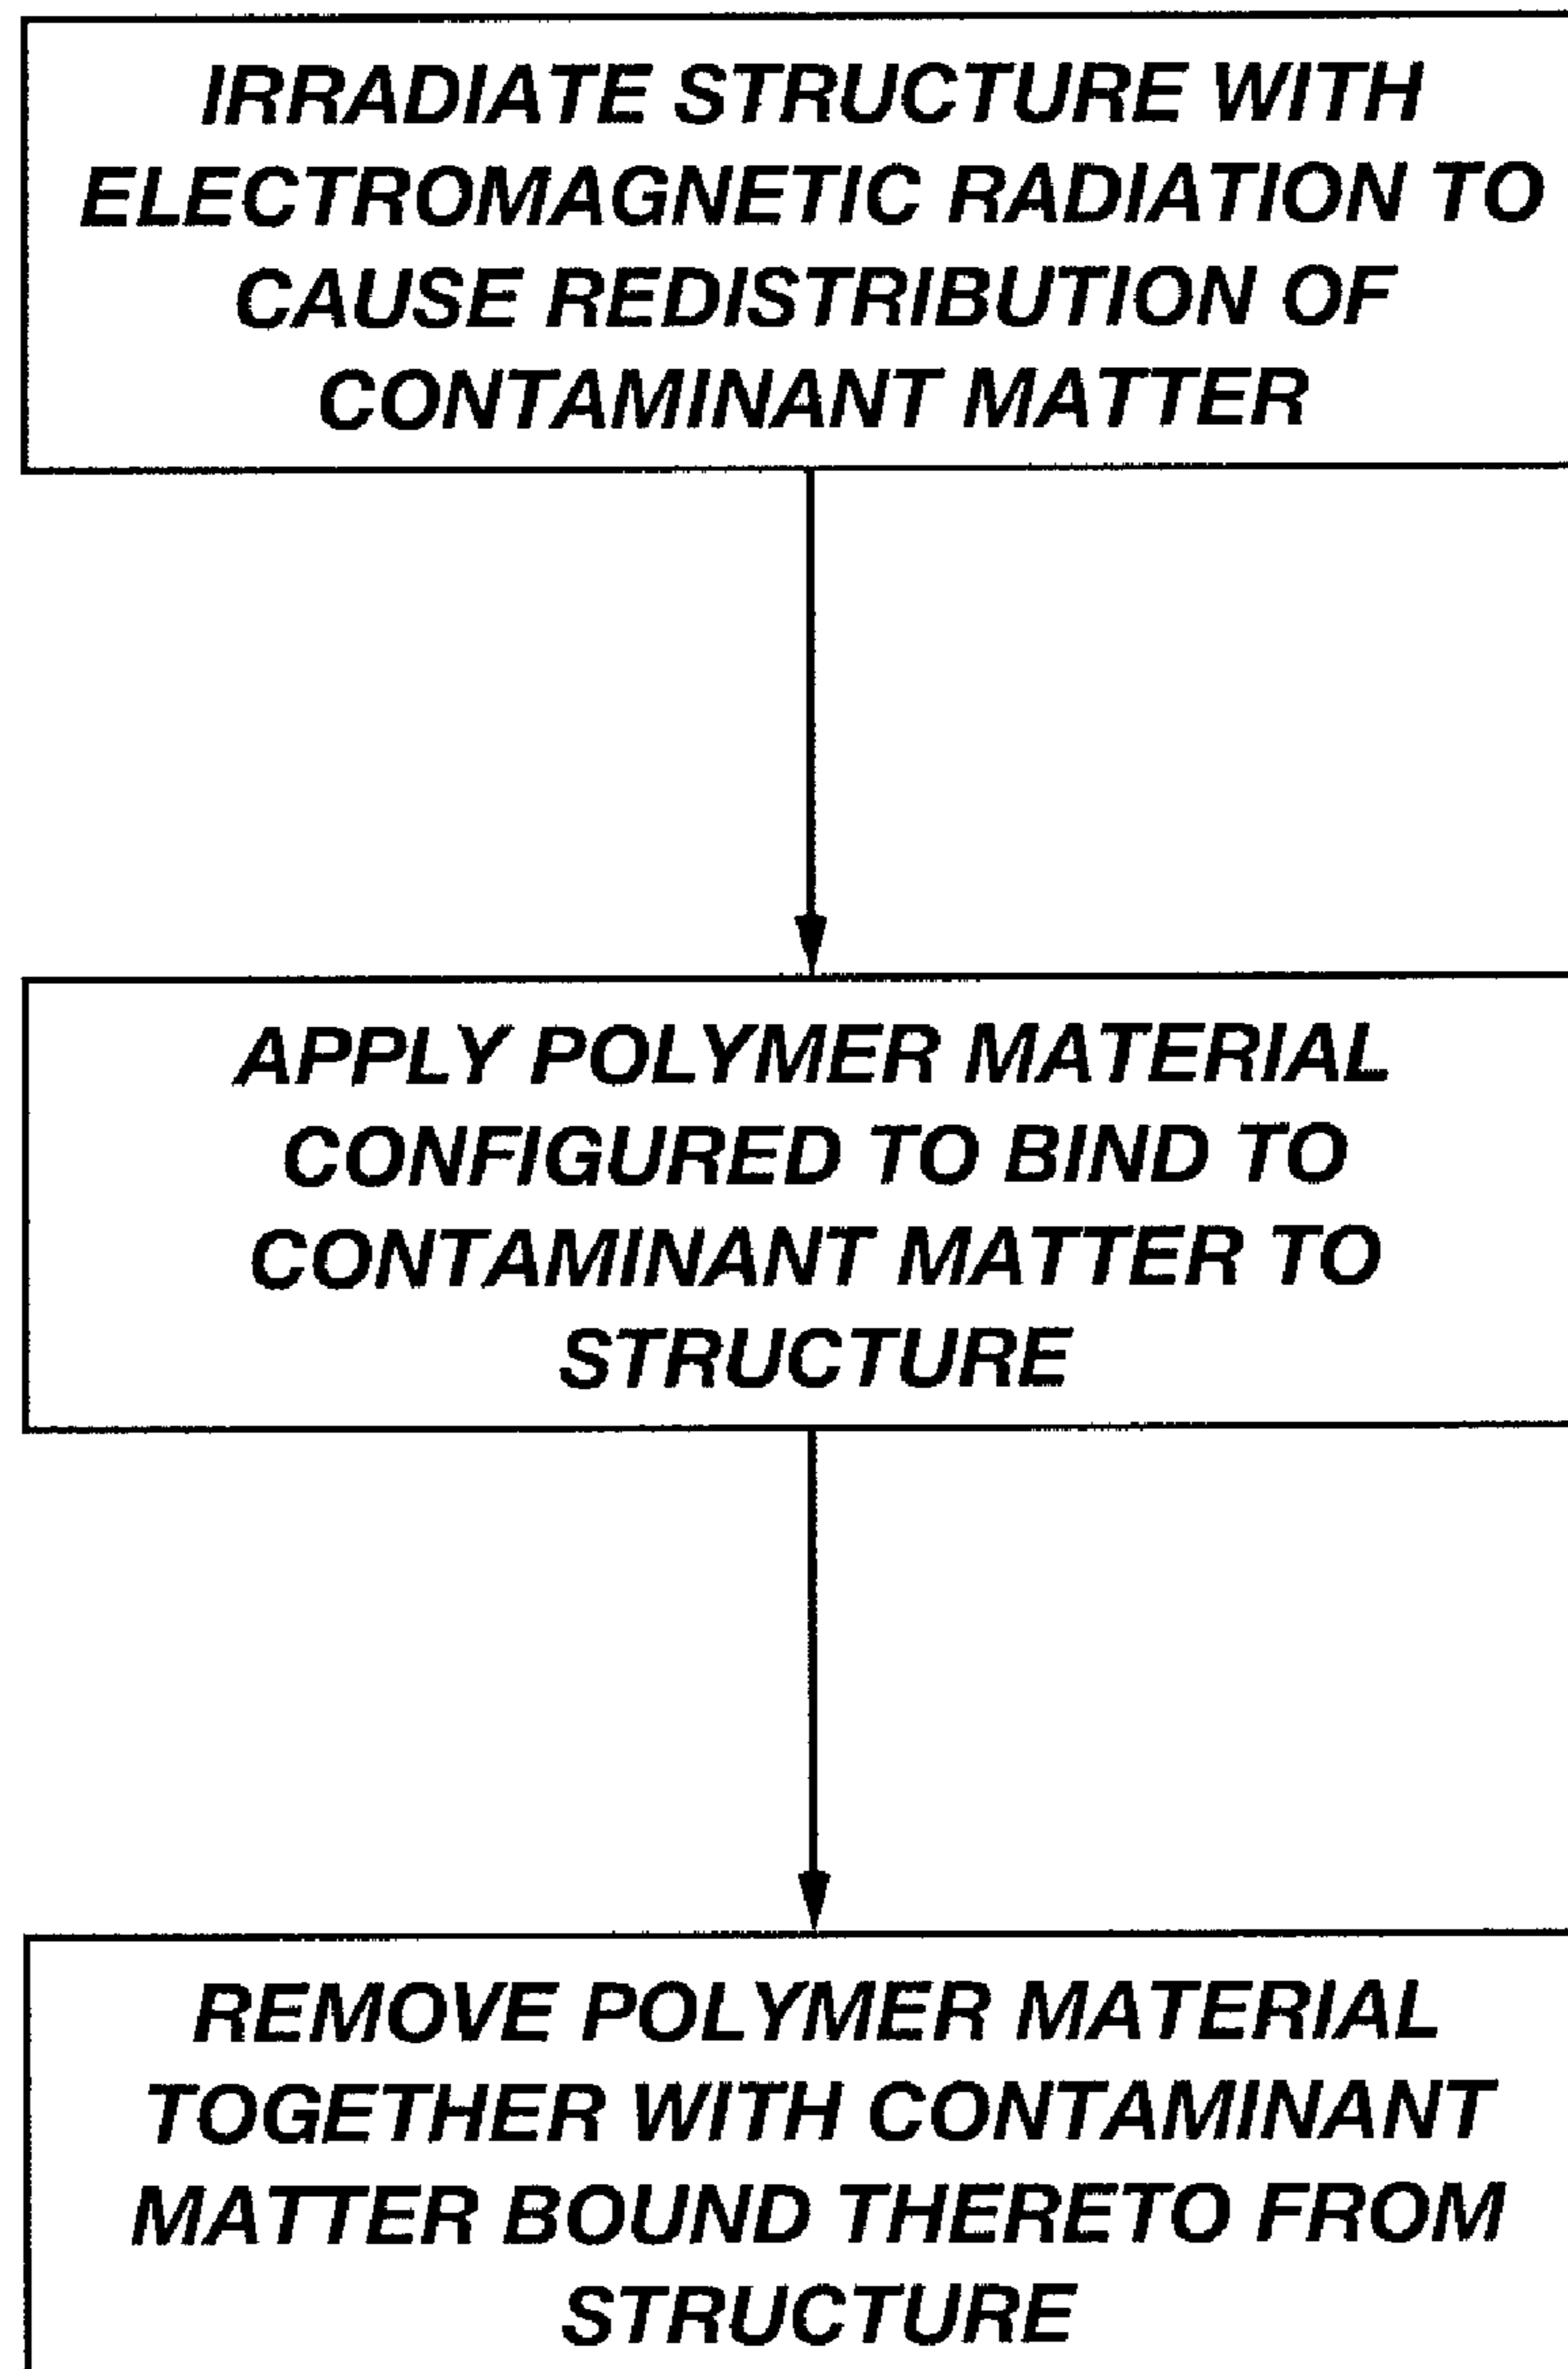 IRRADIATE STRUCTURE WITH
ELECTROMAGNETIC RADIATION TO
CAUSE REDISTRIBUTION OF
CONTAMINANT MATTER
APPLY POLYMER MATERIAL
CONFIGURED TO BIND TO
CONTAMINANT MATTER TO
STRUCTURE
REMOVE POLYMER MATERIAL
TOGETHER WITH CONTAMINANT
MATTER BOUND THERETO FROM
STRUCTURE